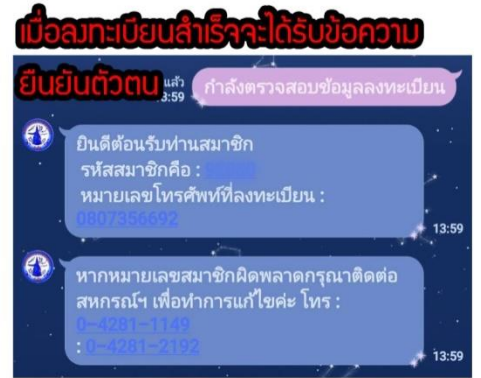 เมื่อลงทะเบียนสำเร็จจะได้รับข้อความ
ยืนยันตัวตน
แล้ว
13:59
กำลังตรวจสอบข้อมูลลงทะเบียน
ยินดีต้อนรับท่านสมาชิก
รหัสสมาชิกคือ :
หมายเลขโทรศัพท์ที่ลงทะเบียน :
0807356692
13:59
หากหมายเลขสมาชิกผิดพลาดกรุณาติดต่อ
สหกรณ์ฯ เพื่อทำการแก้ไขค่ะ โทร :
0-4281-1149
: 0-4281-2192
13:59